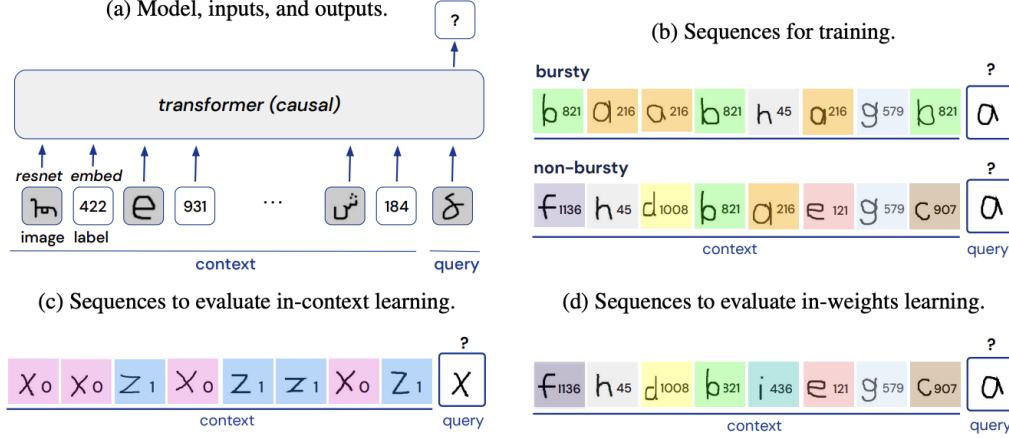 (a) Model, inputs, and outputs.
?
transformer (causal)
resnet embed
422 e 931 ... ش 184 δ
image label
context query
(b) Sequences for training.
bursty
?
b 821 a 216 a 216 b 821 h 45 a 216 g 579 b 821 a
non-bursty
?
f 1136 h 45 d 1008 b 821 a 216 e 121 g 579 c 907 a
context query
(c) Sequences to evaluate in-context learning.
?
x 0 x 0 z 1 x 0 z 1 z 1 x 0 z 1 x
context query
(d) Sequences to evaluate in-weights learning.
?
f 1136 h 45 d 1008 b 321 i 436 e 121 g 579 c 907 a
context query